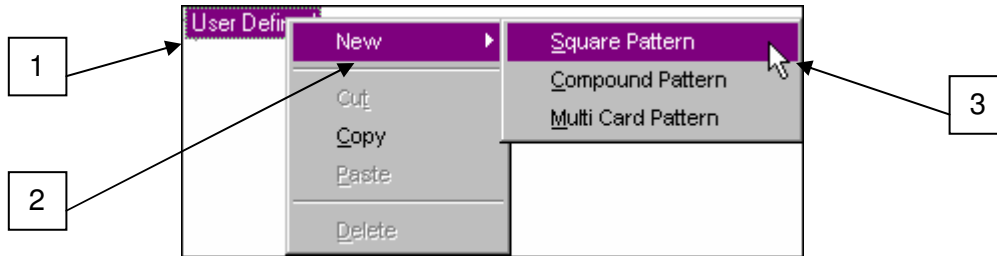 User Defin
1
New
Square Pattern
Compound Pattern
Multi Card Pattern
3
Cut
Copy
Paste
2
Delete